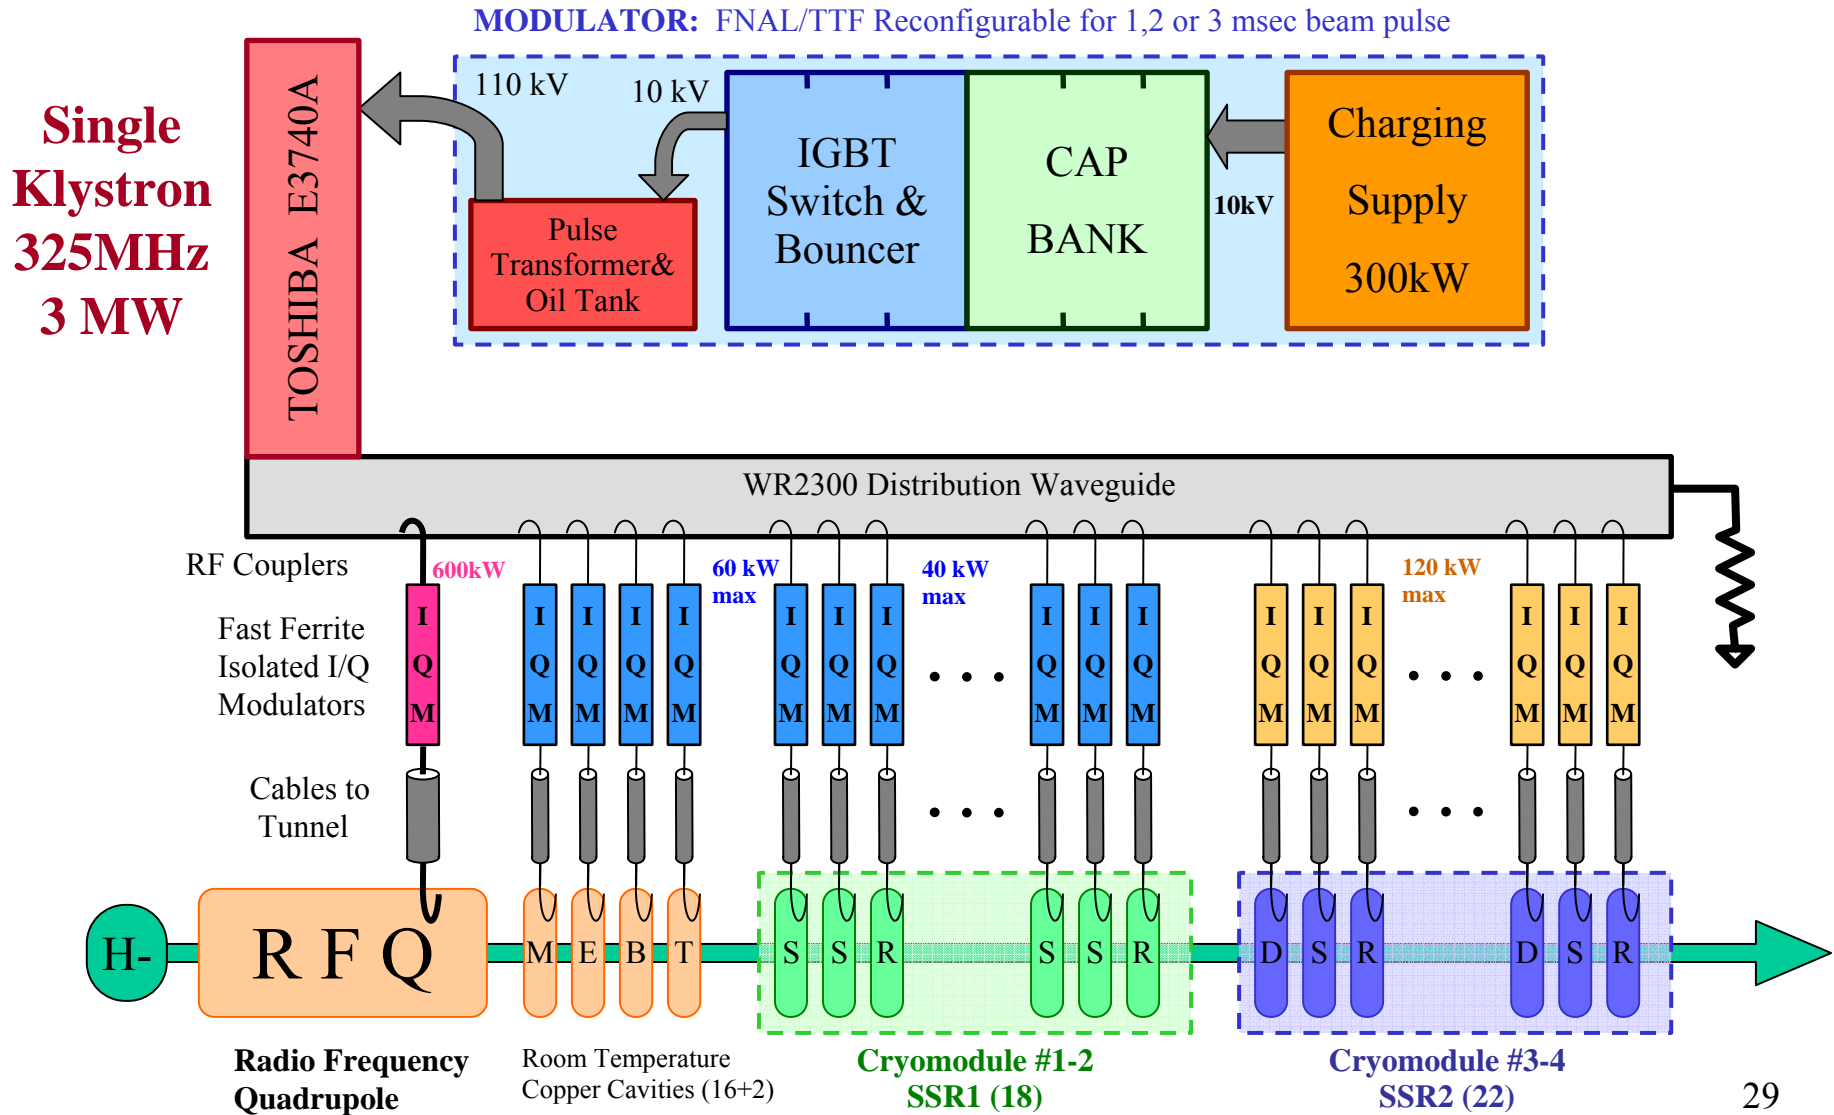 MODULATOR: FNAL/TTF Reconfigurable for 1,2 or 3 msec beam pulse
Single
Klystron
325MHz
3 MW
TOSHIBA E3740A
110 kV
10 kV
Pulse
Transformer&
Oil Tank
IGBT
Switch &
Bouncer
CAP
BANK
10kV
Charging
Supply
300kW
WR2300 Distribution Waveguide
RF Couplers
600kW
60 kW
max
40 kW
max
120 kW
max
Fast Ferrite
Isolated I/Q
Modulators
I I I I I I I I I I I I I I I I I
Q Q Q Q Q Q Q Q Q Q Q Q Q Q Q Q Q
M M M M M M M M M M M M M M M M M
Cables to
Tunnel
H- R F Q M E B T S S R S S R D S R D S R
Radio Frequency
Quadrupole
Room Temperature
Copper Cavities (16+2)
Cryomodule #1-2
SSR1 (18)
Cryomodule #3-4
SSR2 (22)
29